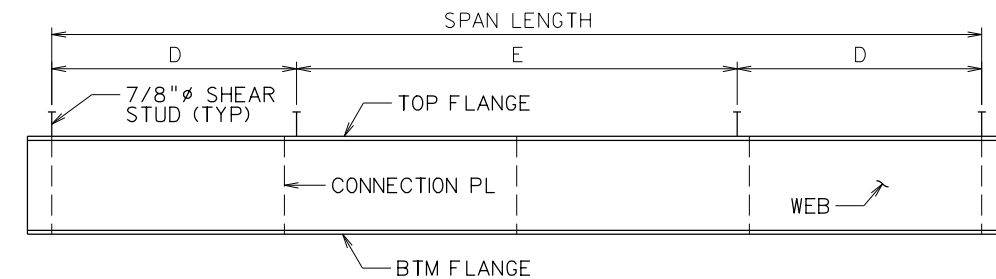 SPAN LENGTH
D E D
7/8"ø SHEAR
STUD (TYP)
TOP FLANGE
CONNECTION PL
WEB
BTM FLANGE